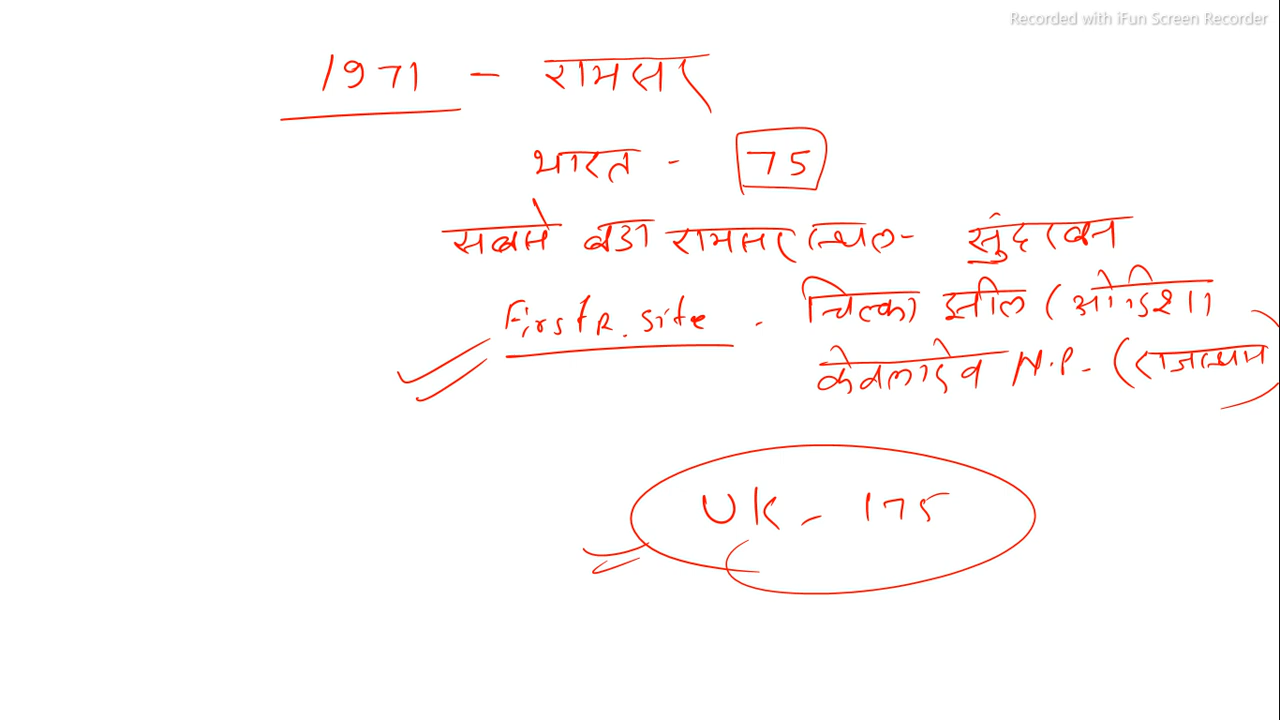 Recorded with iFun Screen Recorder
1971 - रामसर
भारत - 75
सबसे बडा रामसर स्थल- सुंदरवन
First R. Site - चिल्का झील (ओडिशा)
केवलादेव N.P. - (राजस्थान)
UK - 175